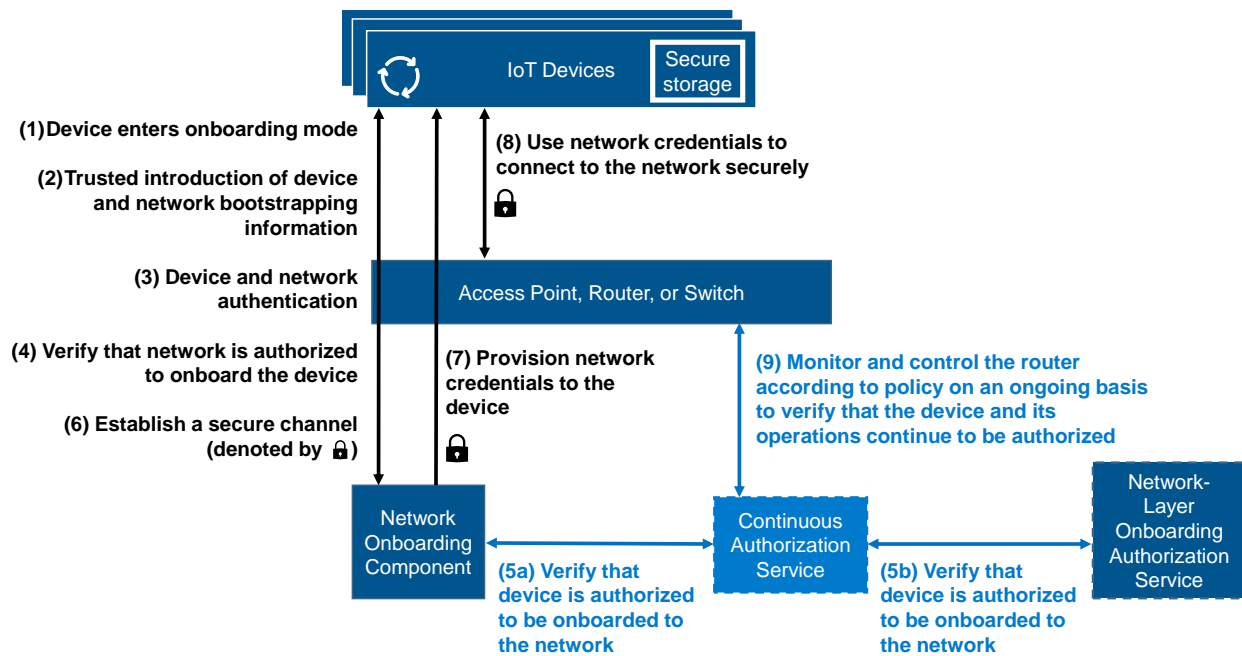 IoT Devices
Secure
storage
(1)Device enters onboarding mode
(2)Trusted introduction of device
and network bootstrapping
information
(3) Device and network
authentication
(4) Verify that network is authorized
to onboard the device
(6) Establish a secure channel
(denoted by )
(8) Use network credentials to
connect to the network securely
Access Point, Router, or Switch
(7) Provision network
credentials to the
device
(9) Monitor and control the router
according to policy on an ongoing basis
to verify that the device and its
operations continue to be authorized
Network
Onboarding
Component
(5a) Verify that
device is authorized
to be onboarded to
the network
Continuous
Authorization
Service
(5b) Verify that
device is authorized
to be onboarded to
the network
Network-
Layer
Onboarding
Authorization
Service